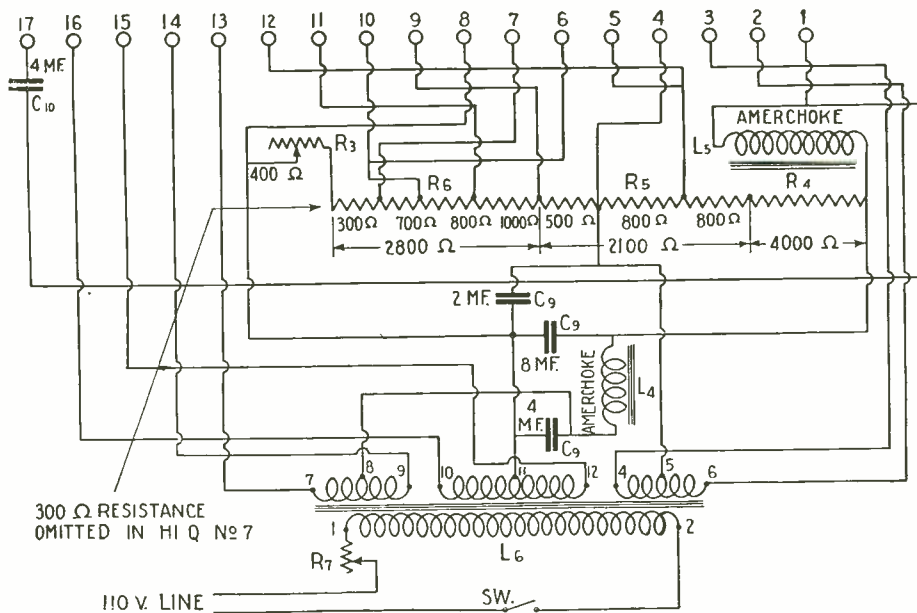 17 16 15 14 13 12 11 10 9 8 7 6 5 4 3 2 1
4 MF.
C10
AMERCHOKE
L5
R3
400 Ω
R6 R5 R4
300Ω 700Ω 800Ω 1000Ω 500Ω 800Ω 800Ω
2800 Ω 2100 Ω 4000 Ω
2 MF. C9
C9
8 MF.
AMERCHOKE
L4
4
MF.
C9
7 8 9 10 11 12 4 5 6
300 Ω RESISTANCE
OMITTED IN HI Q Nº 7
1 2
L6
R7
110 V. LINE
SW.